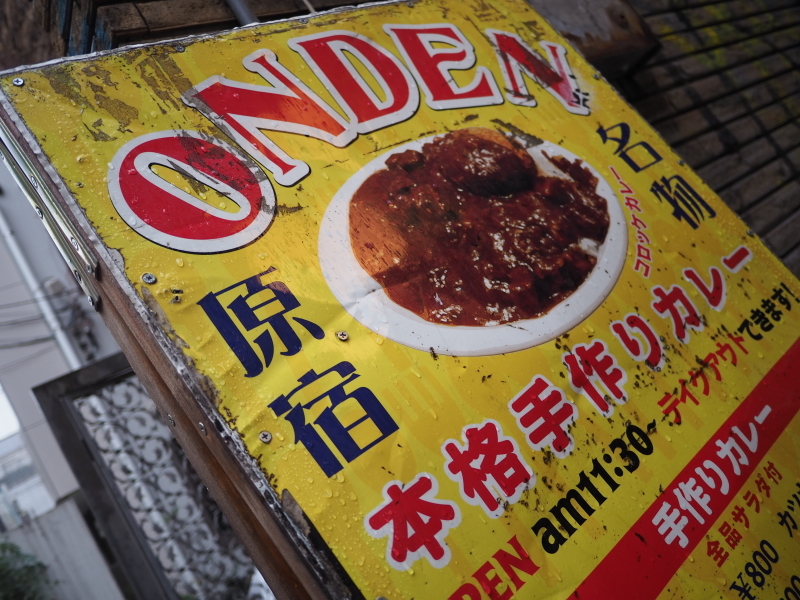 ONDEN
原宿
名物
コロッケカレー
本格手作りカレー
am11:30~ テイクアウトできます!
手作りカレー
全品サラダ付
¥800